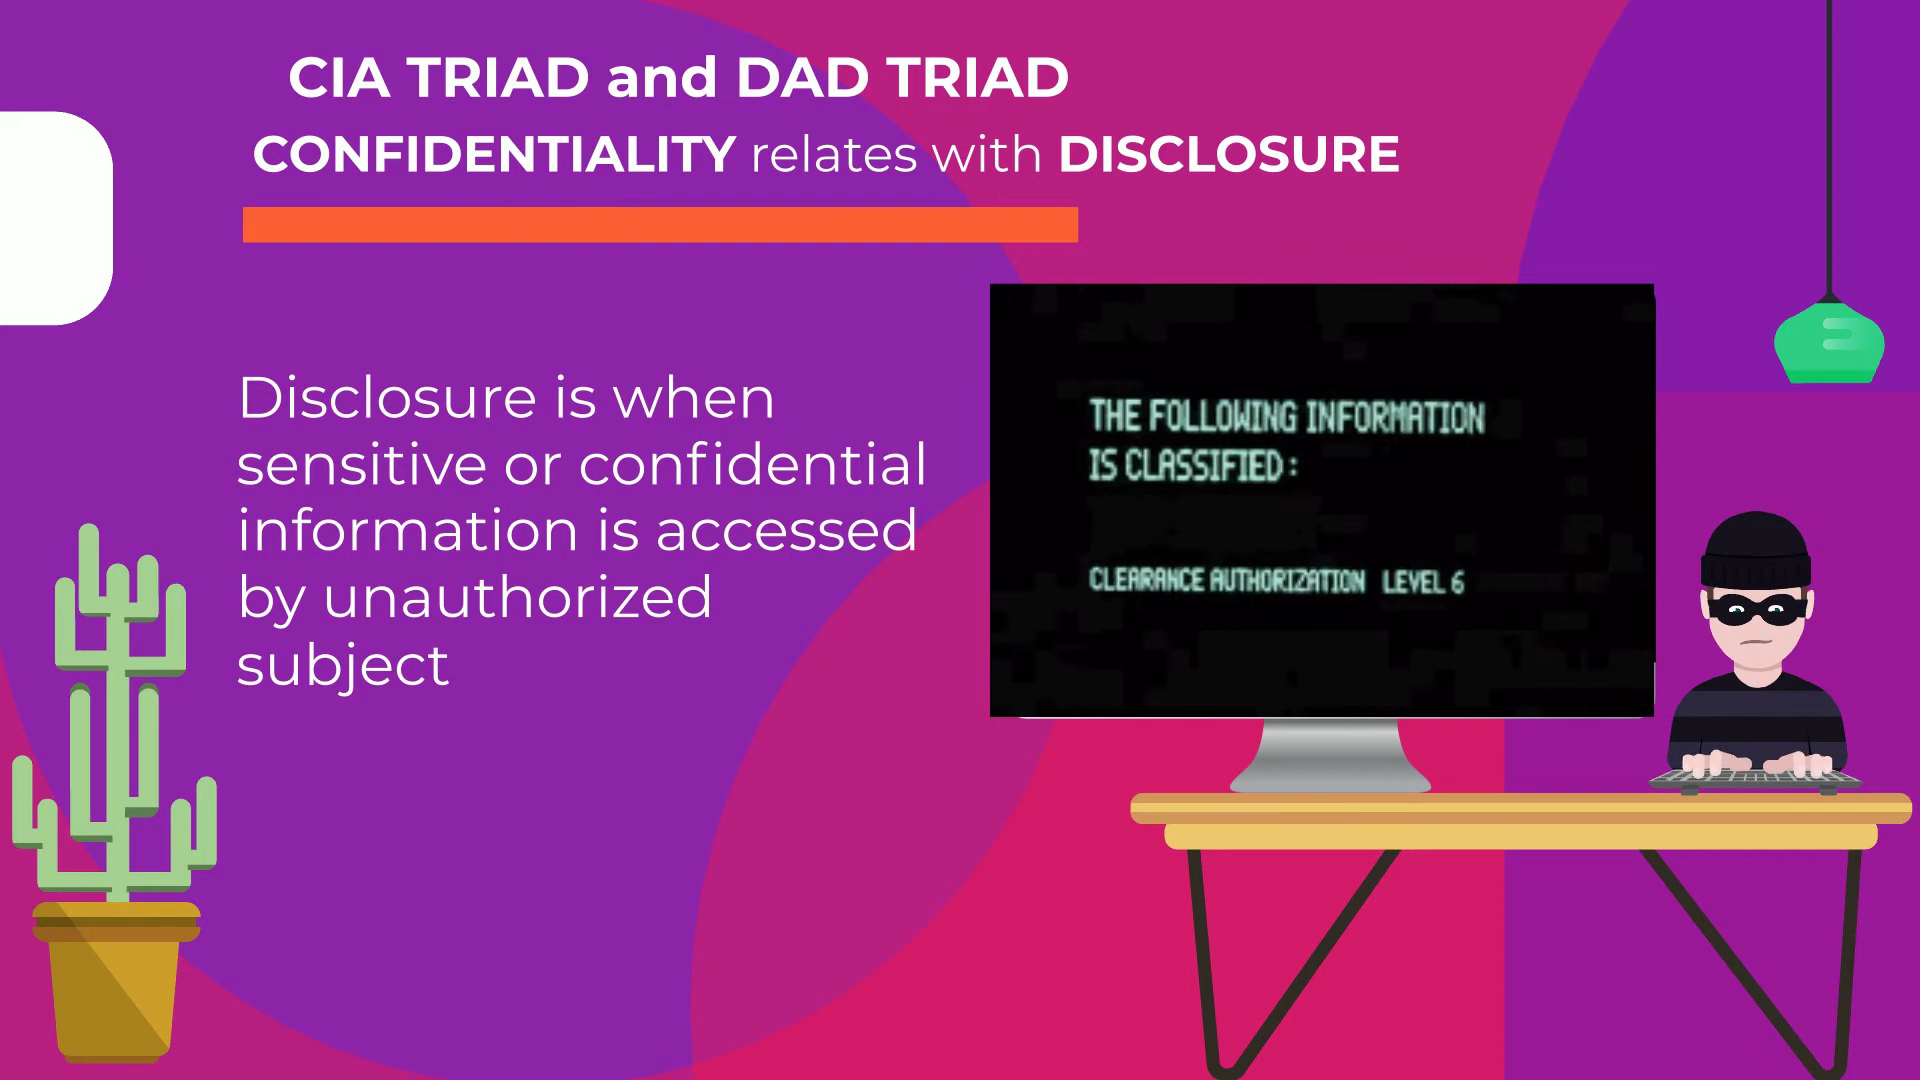 CIA TRIAD and DAD TRIAD
CONFIDENTIALITY relates with DISCLOSURE
Disclosure is when
sensitive or confidential
information is accessed
by unauthorized
subject
THE FOLLOWING INFORMATION
IS CLASSIFIED:
CLEARANCE AUTHORIZATION LEVEL 6